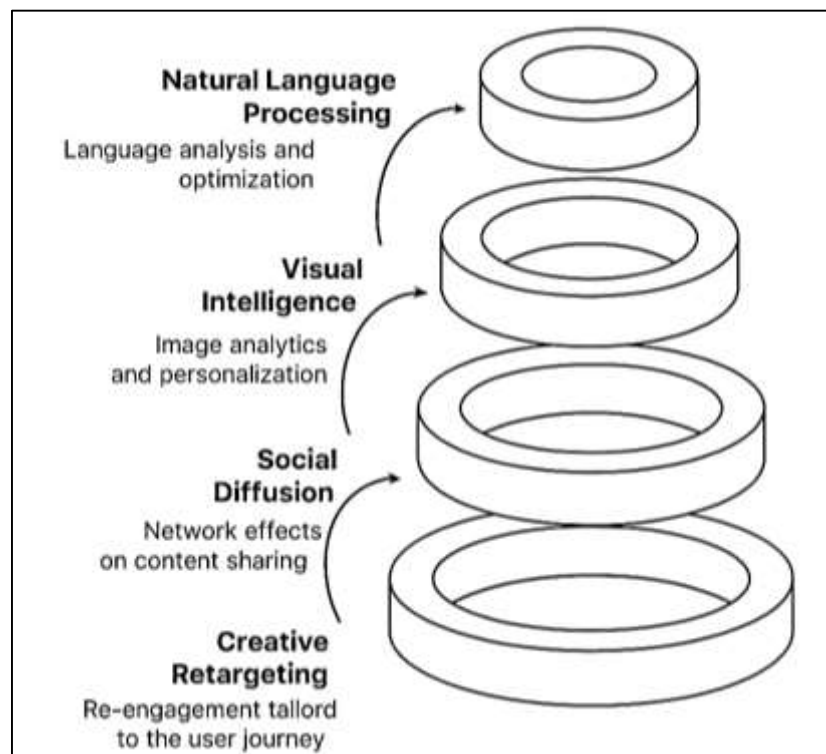 Natural Language
Processing
Language analysis and
optimization
Visual
Intelligence
Image analytics
and personalization
Social
Diffusion
Network effects
on content sharing
Creative
Retargeting
Re-engagement tallord
to the user journey